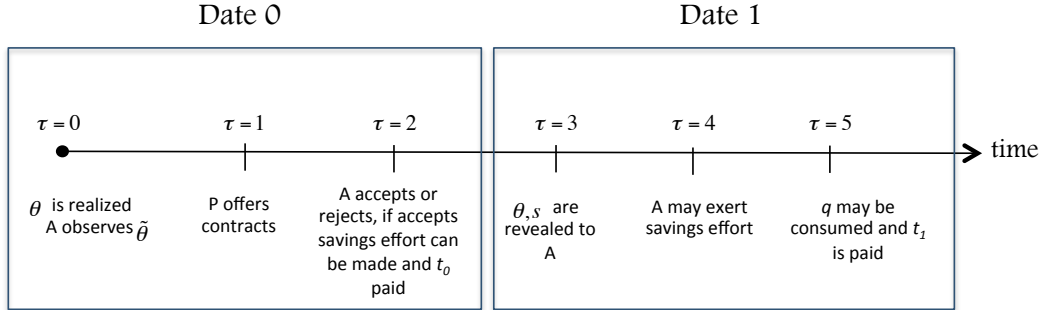 Date 0
Date 1
τ = 0
τ = 1
τ = 2
τ = 3
τ = 4
τ = 5
time
θ is realized
A observes θ̃
P offers
contracts
A accepts or
rejects, if accepts
savings effort can
be made and t₀
paid
θ, s are
revealed to
A
A may exert
savings effort
q may be
consumed and t₁
is paid